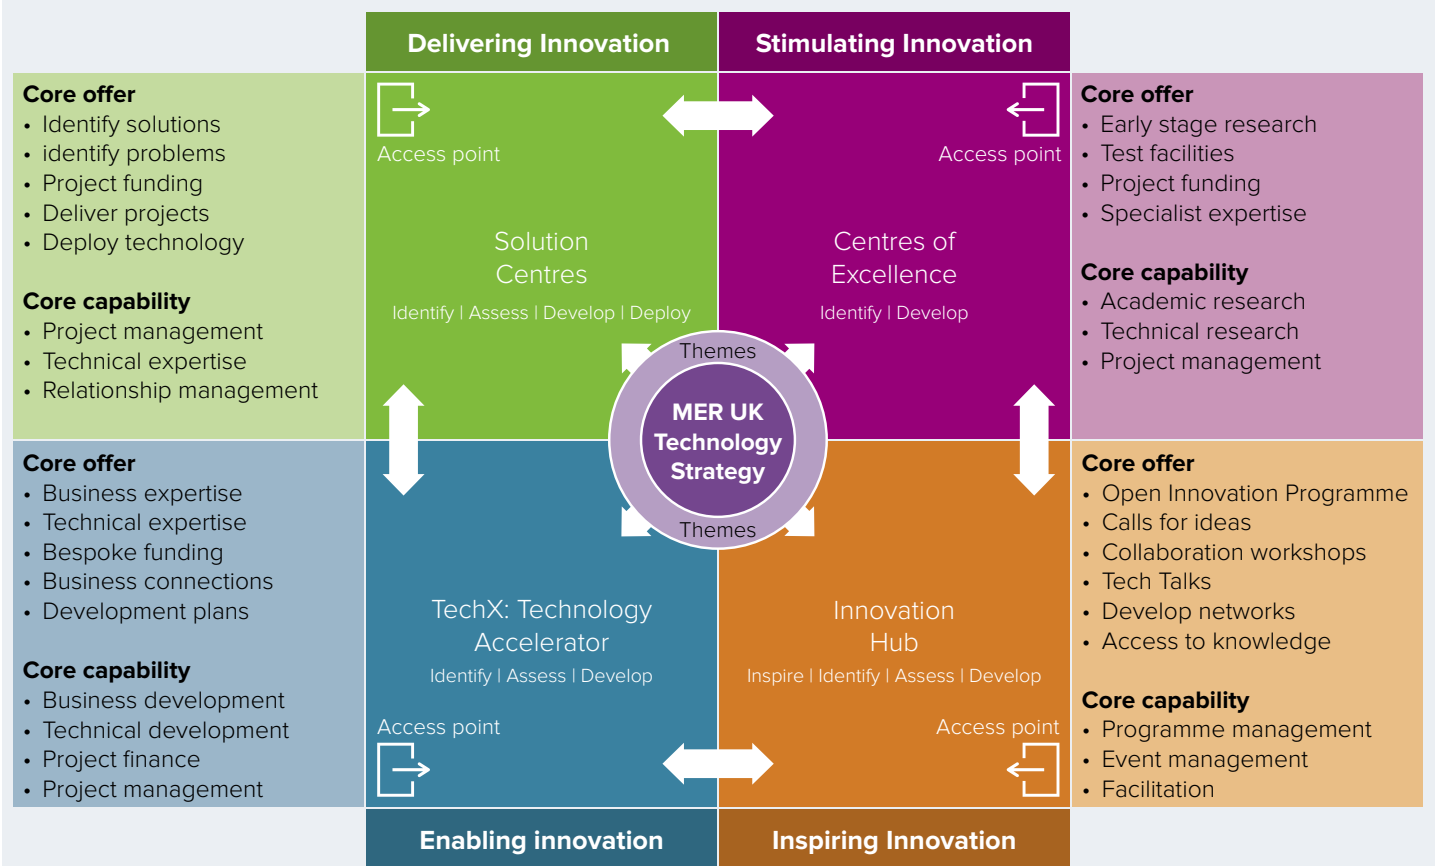 Delivering Innovation
Stimulating Innovation
Core offer
• Identify solutions
• identify problems
• Project funding
• Deliver projects
• Deploy technology
Core capability
• Project management
• Technical expertise
• Relationship management
Access point
Solution
Centres
Identify | Assess | Develop | Deploy
Access point
Centres of
Excellence
Identify | Develop
Core offer
• Early stage research
• Test facilities
• Project funding
• Specialist expertise
Core capability
• Academic research
• Technical research
• Project management
Themes
MER UK
Technology
Strategy
Themes
Core offer
• Business expertise
• Technical expertise
• Bespoke funding
• Business connections
• Development plans
Core capability
• Business development
• Technical development
• Project finance
• Project management
TechX: Technology
Accelerator
Identify | Assess | Develop
Access point
Innovation
Hub
Inspire | Identify | Assess | Develop
Access point
Core offer
• Open Innovation Programme
• Calls for ideas
• Collaboration workshops
• Tech Talks
• Develop networks
• Access to knowledge
Core capability
• Programme management
• Event management
• Facilitation
Enabling innovation
Inspiring Innovation